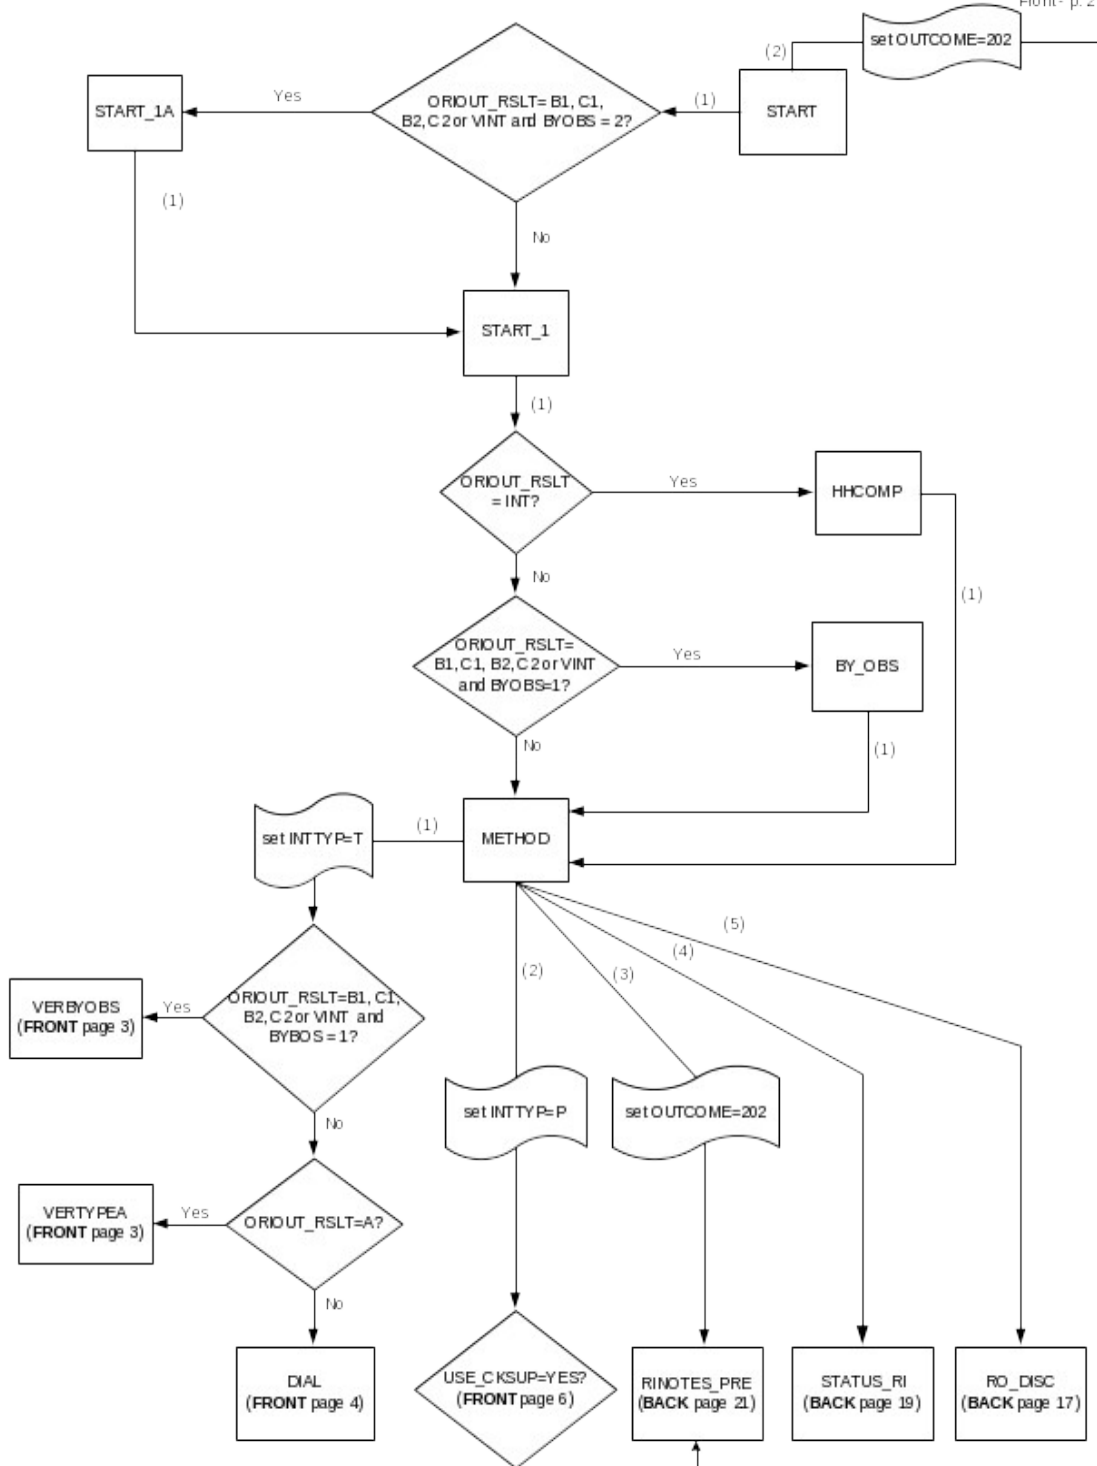 Front - p. 2
set OUTCOME=202
(2)
START
(1)
ORIOUT_RSLT= B1, C1,
B2, C2 or VINT and BYOBS = 2?
Yes
START_1A
(1)
No
START_1
(1)
ORIOUT_RSLT
= INT?
Yes
HHCOMP
(1)
No
ORIOUT_RSLT=
B1, C1, B2, C2 or VINT
and BYOBS=1?
Yes
BY_OBS
(1)
No
METHOD
(1)
set INTTYP=T
(2)
(3)
(4)
(5)
ORIOUT_RSLT=B1, C1,
B2, C2 or VINT and
BYBOS = 1?
Yes
VERBYOBS
(FRONT page 3)
No
set INTTYP=P
set OUTCOME=202
ORIOUT_RSLT=A?
Yes
VERTYPEA
(FRONT page 3)
No
DIAL
(FRONT page 4)
USE_CKSUP=YES?
(FRONT page 6)
RINOTES_PRE
(BACK page 21)
STATUS_RI
(BACK page 19)
RO_DISC
(BACK page 17)